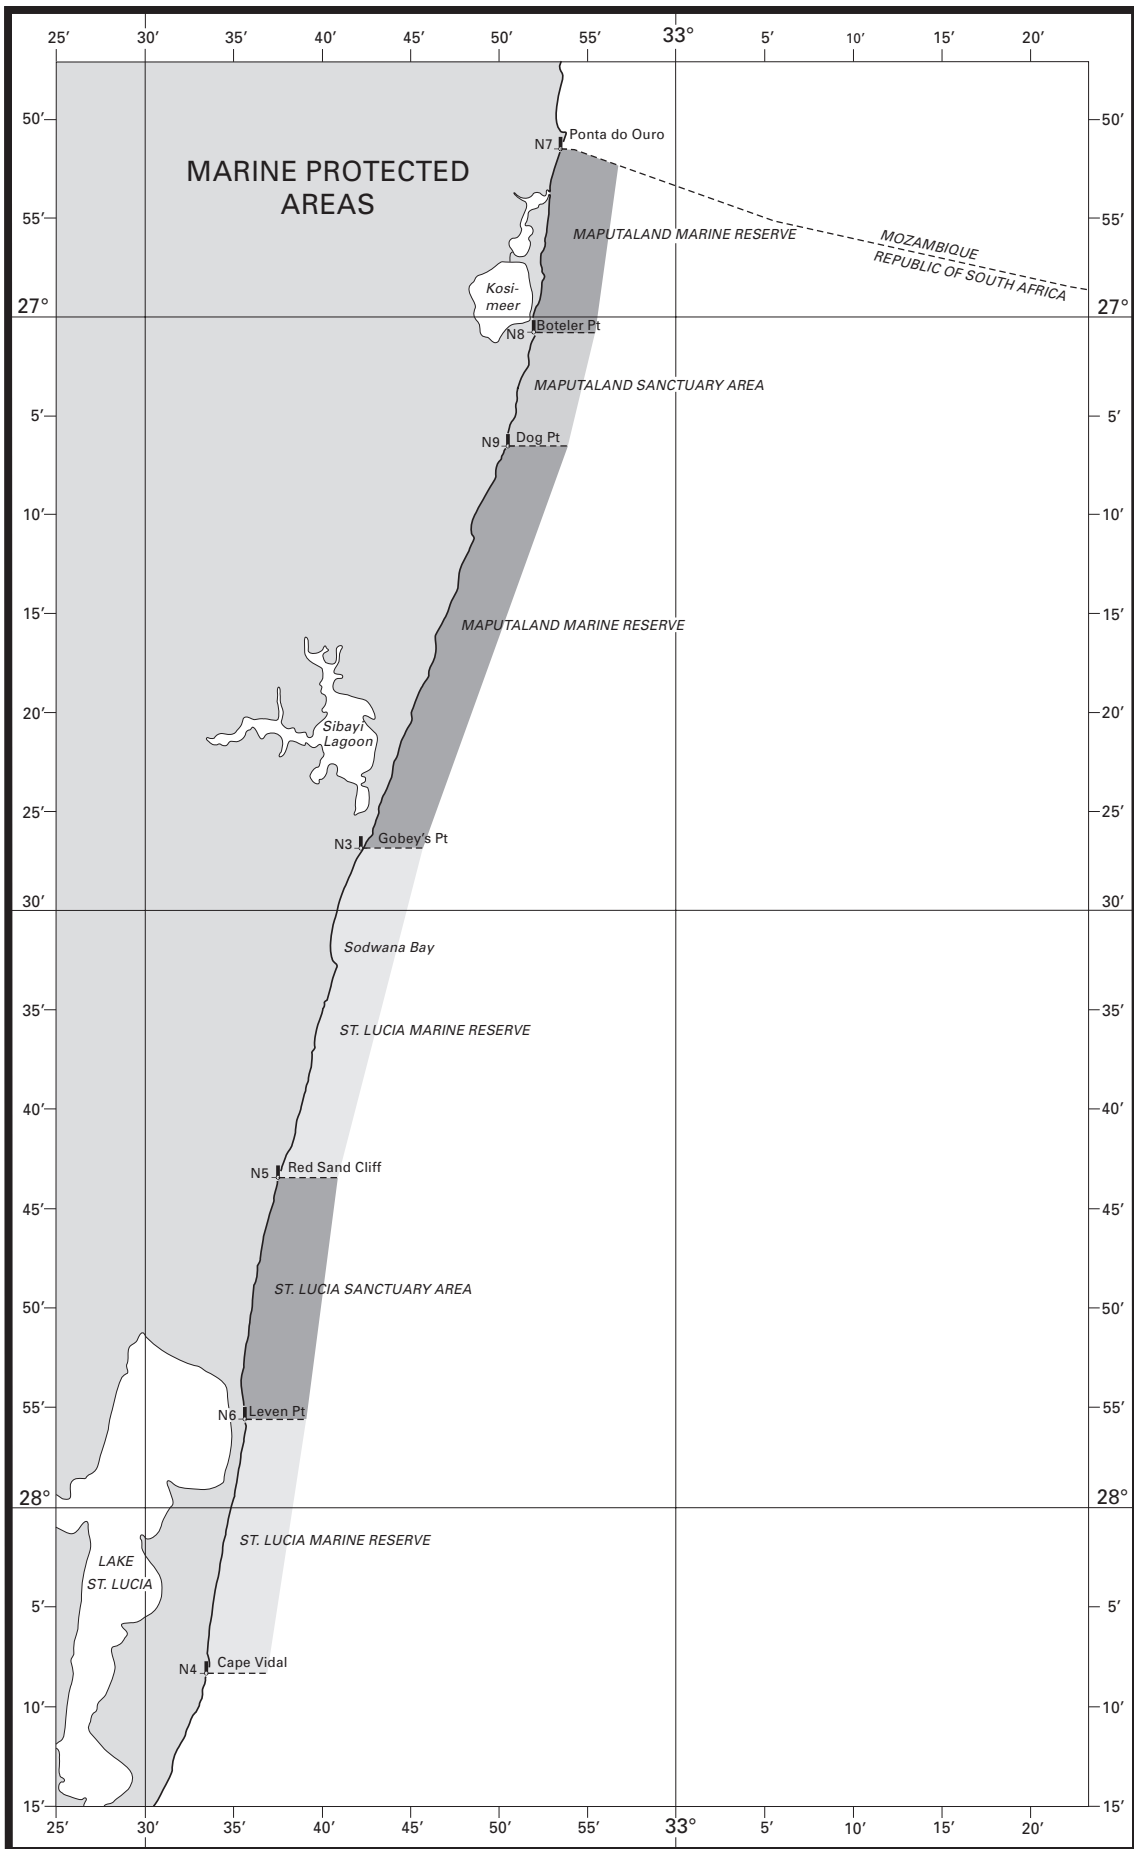 25′ 30′ 35′ 40′ 45′ 50′ 55′ 33° 5′ 10′ 15′ 20′
50′ 50′
Ponta do Ouro
N7
MARINE PROTECTED
AREAS
55′ 55′
MAPUTALAND MARINE RESERVE
MOZAMBIQUE
REPUBLIC OF SOUTH AFRICA
Kosi-
meer
27° 27°
Boteler Pt
N8
MAPUTALAND SANCTUARY AREA
5′ 5′
Dog Pt
N9
10′ 10′
15′ 15′
MAPUTALAND MARINE RESERVE
20′ 20′
Sibayi
Lagoon
25′ 25′
Gobey's Pt
N3
30′ 30′
Sodwana Bay
35′ 35′
ST. LUCIA MARINE RESERVE
40′ 40′
Red Sand Cliff
N5
45′ 45′
ST. LUCIA SANCTUARY AREA
50′ 50′
55′ 55′
Leven Pt
N6
28° 28°
ST. LUCIA MARINE RESERVE
LAKE
ST. LUCIA
5′ 5′
Cape Vidal
N4
10′ 10′
15′ 15′
25′ 30′ 35′ 40′ 45′ 50′ 55′ 33° 5′ 10′ 15′ 20′